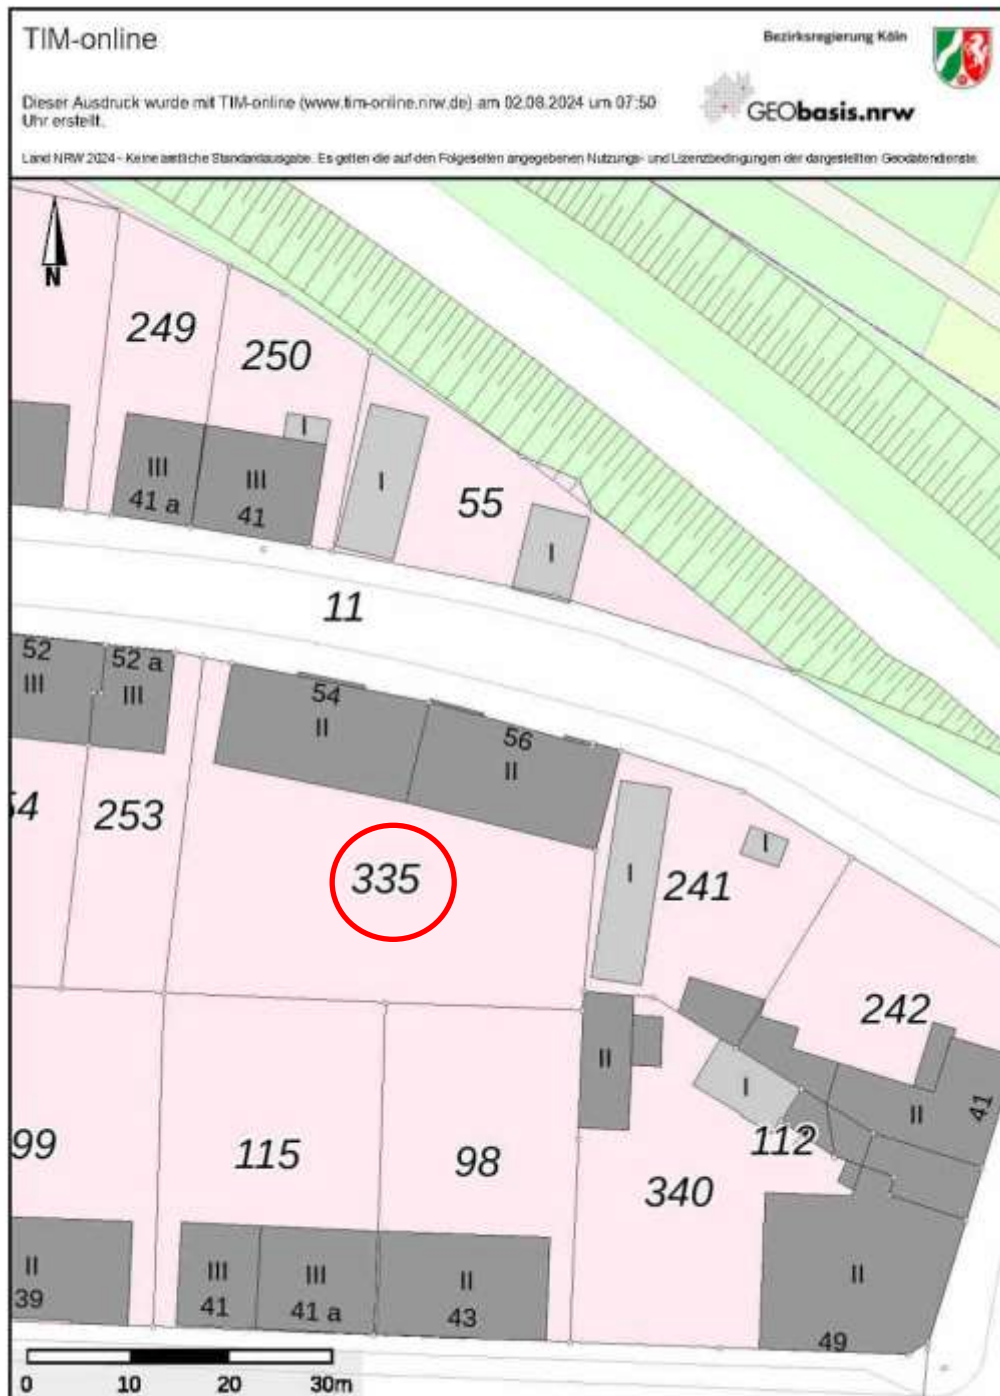 TIM-online
Bezirksregierung Köln
Dieser Ausdruck wurde mit TIM-online (www.tim-online.nrw.de) am 02.08.2024 um 07:50
Uhr erstellt.
GEObasis.nrw
Land NRW 2024 - Keine amtliche Standardausgabe. Es gelten die auf den Folgeseiten angegebenen Nutzungs- und Lizenzbedingungen der dargestellten Geodatendienste.
N
249
250
I
III
41 a
III
41
I
55
I
11
52
III
52 a
III
54
II
56
II
54
253
335
I
241
I
242
II
I
II
41
112
99
115
98
340
II
39
III
41
III
41 a
II
43
II
49
0 10 20 30m